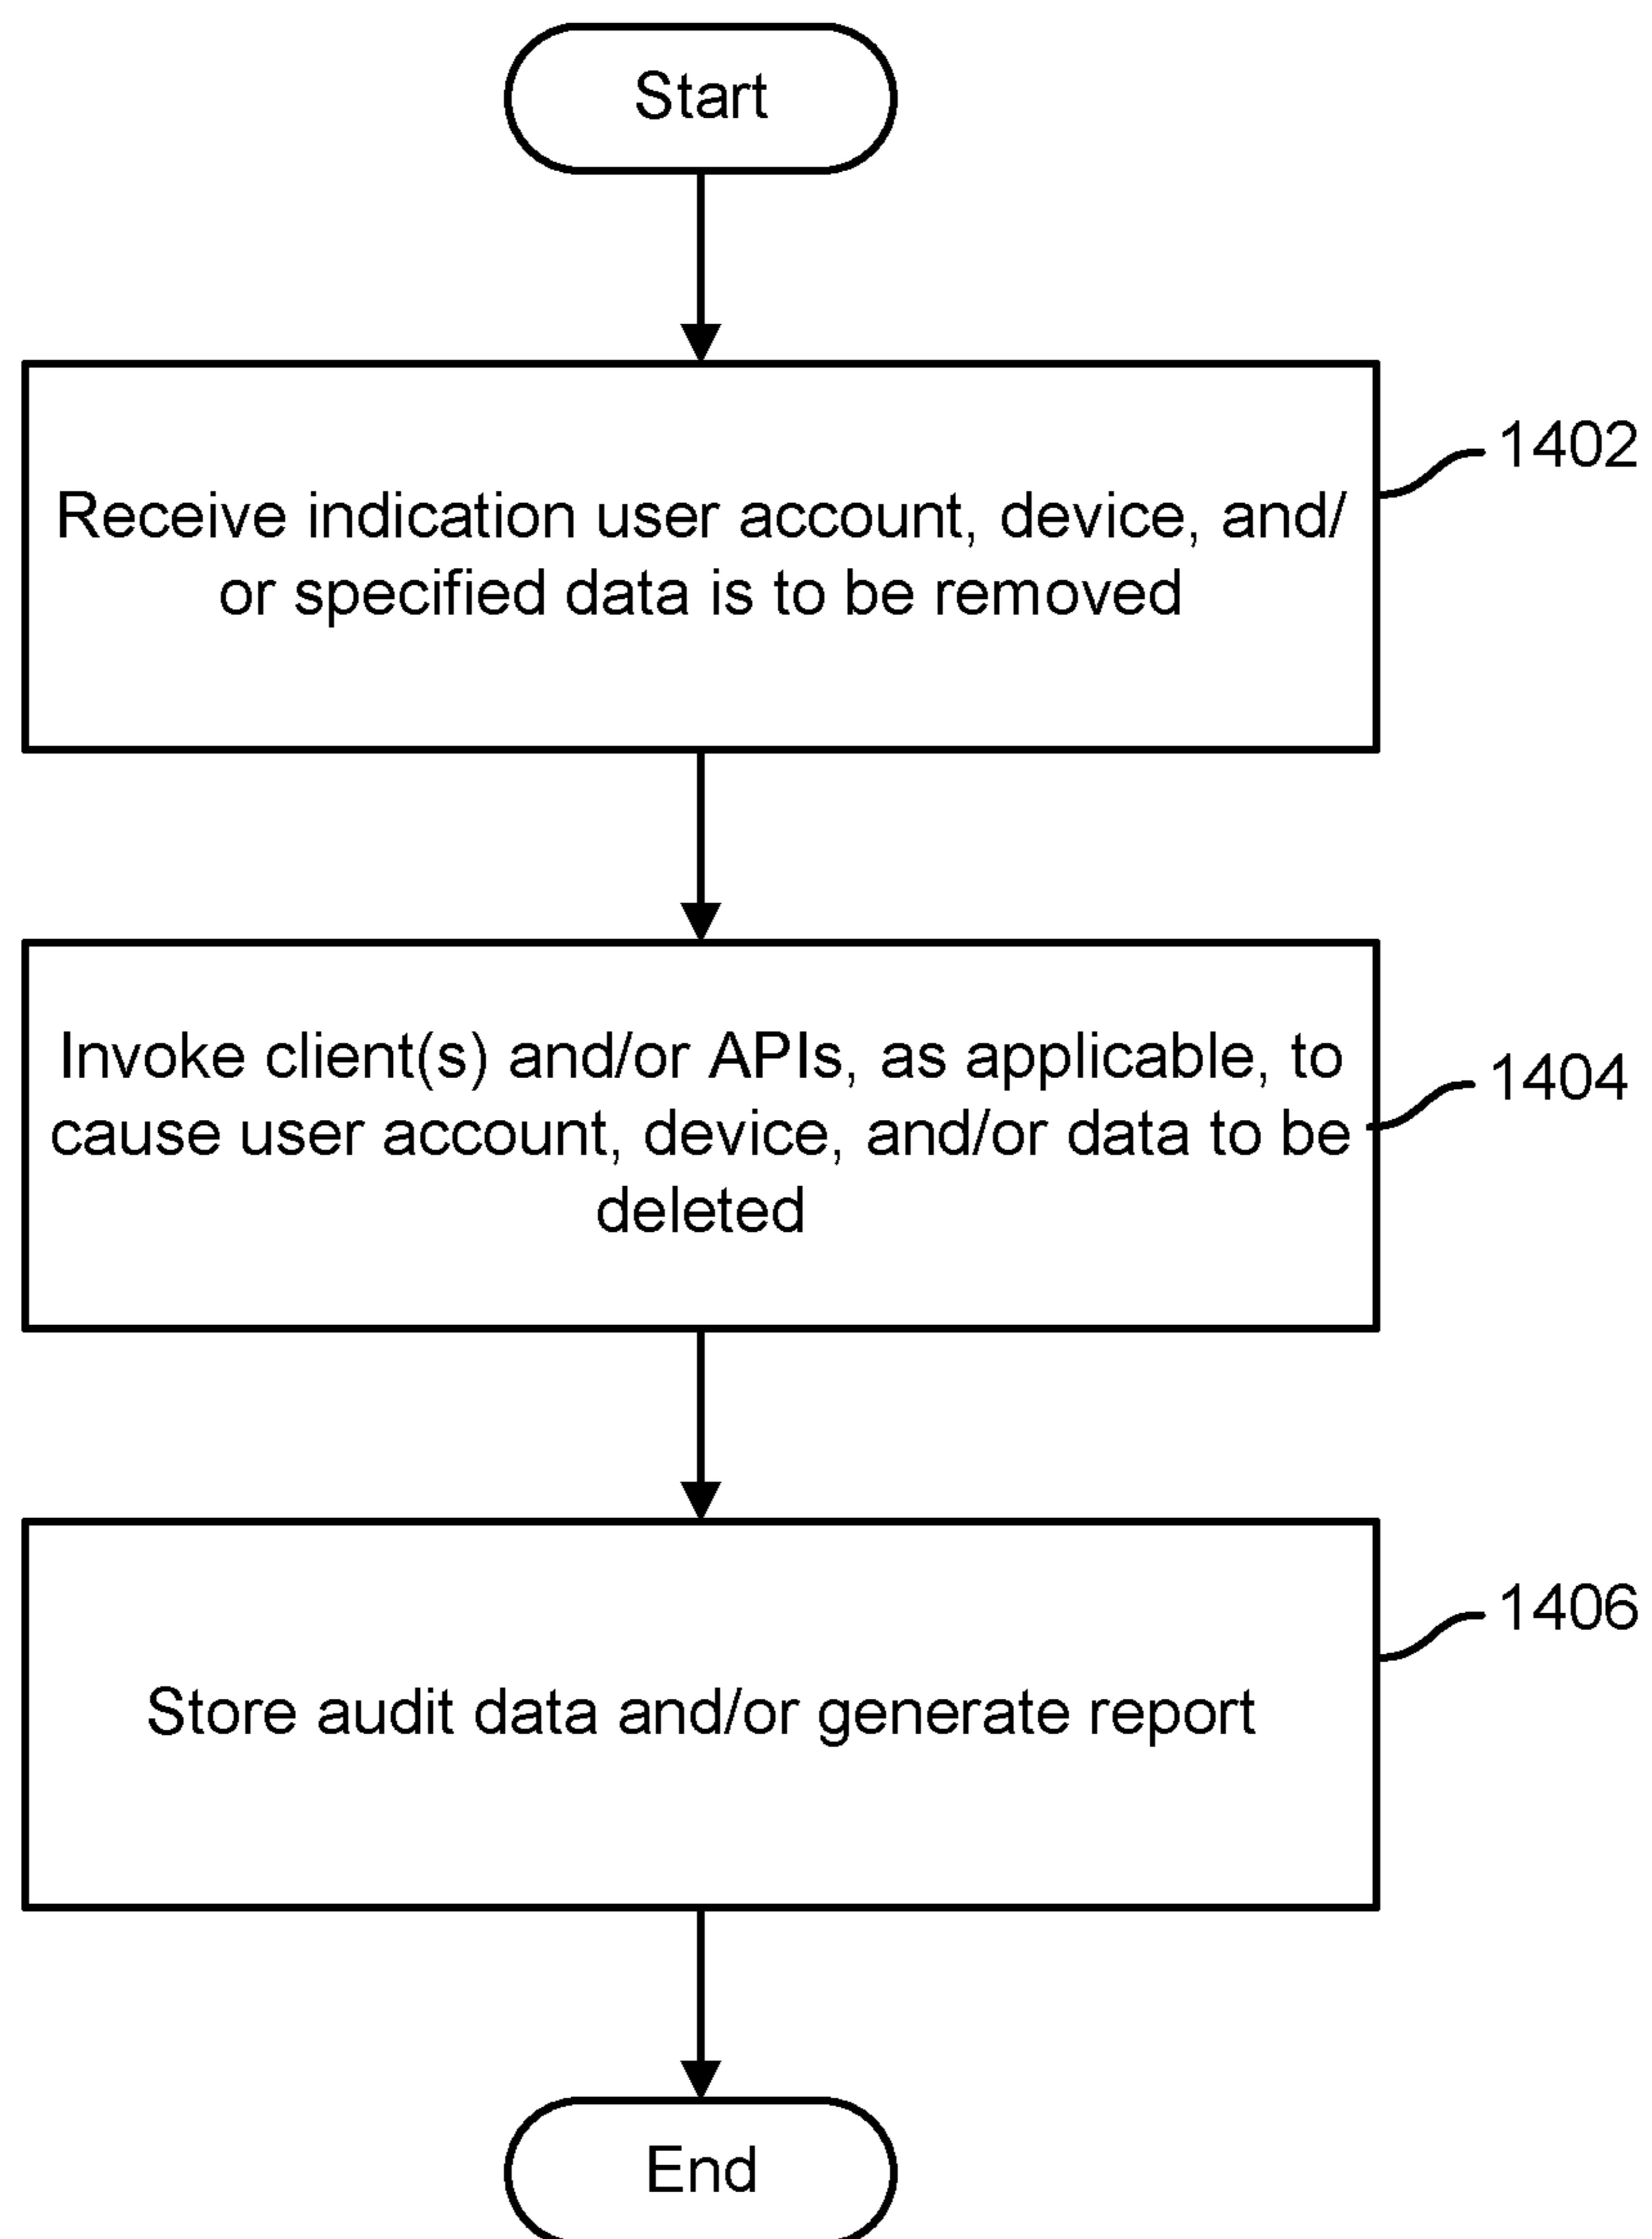 Start
1402
Receive indication user account, device, and/
or specified data is to be removed
1404
Invoke client(s) and/or APIs, as applicable, to
cause user account, device, and/or data to be
deleted
1406
Store audit data and/or generate report
End